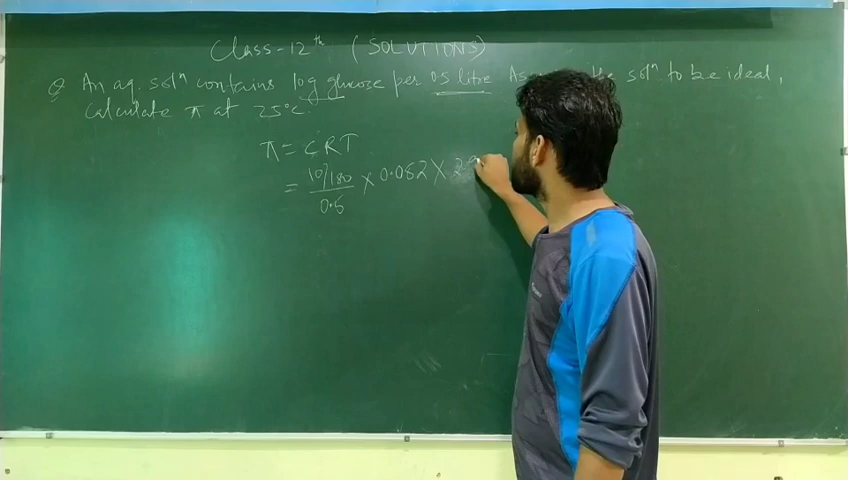 Class-12th (SOLUTIONS)
Q An aq. solⁿ contains 10g glucose per 0.5 litre As the solⁿ to be ideal,
calculate π at 25°C.
π = CRT
= 10/180 / 0.5 × 0.082 × 29